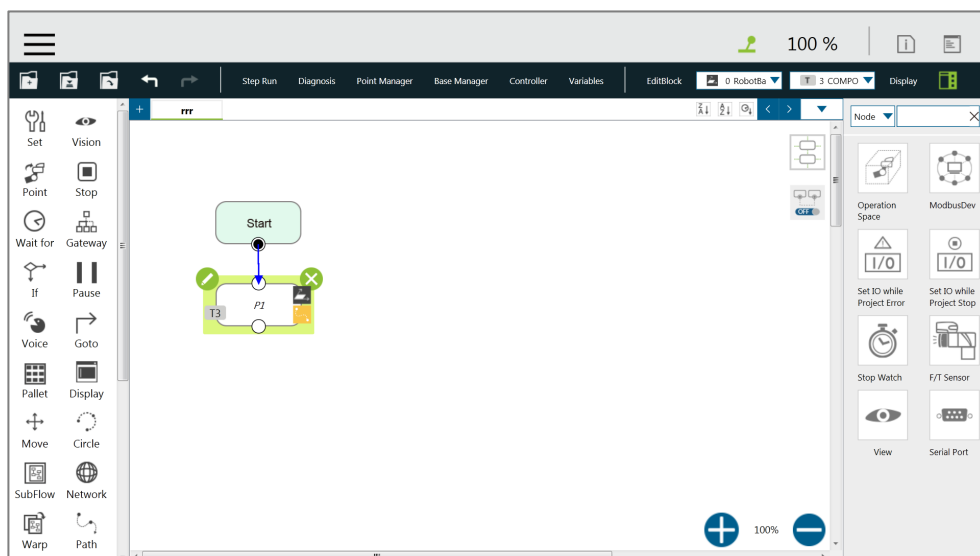 100 %
Step Run Diagnosis Point Manager Base Manager Controller Variables EditBlock 0 RobotBa T 3 COMPO Display
rrr
Node
Set Vision
Point Stop
Wait for Gateway
If Pause
Voice Goto
Pallet Display
Move Circle
SubFlow Network
Warp Path
Start
P1
T3
OFF
Operation
Space
ModbusDev
I/O
Set IO while
Project Error
I/O
Set IO while
Project Stop
Stop Watch F/T Sensor
View Serial Port
100%